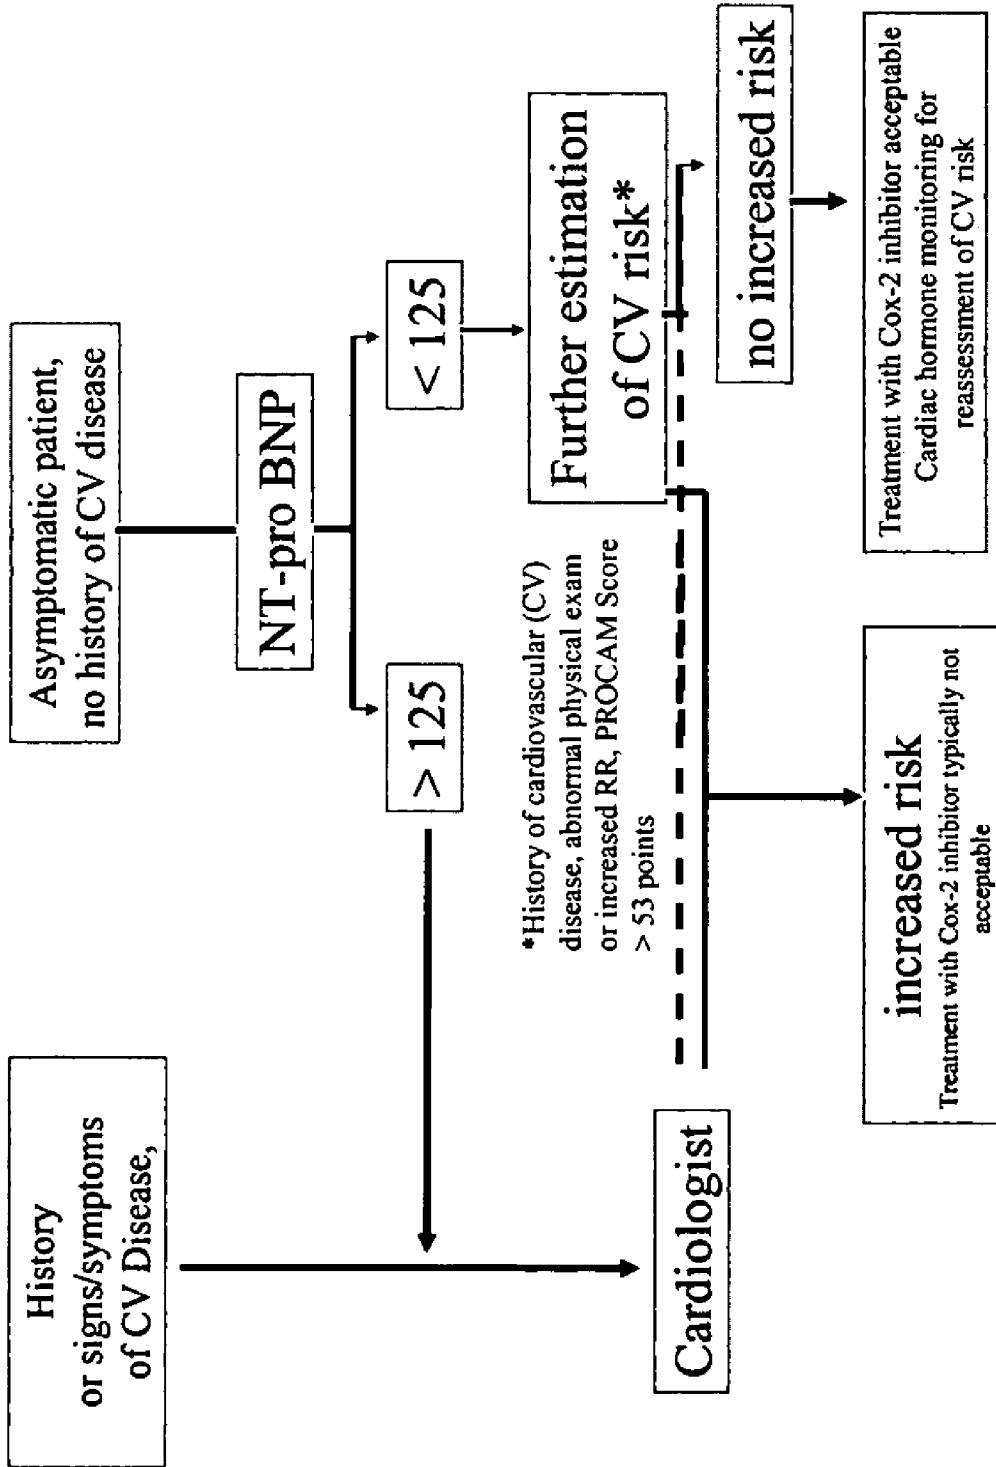 History
or signs/symptoms
of CV Disease,
Asymptomatic patient,
no history of CV disease
NT-pro BNP
> 125
< 125
*History of cardiovascular (CV)
disease, abnormal physical exam
or increased RR, PROCAM Score
> 53 points
Further estimation
of CV risk*
Cardiologist
no increased risk
increased risk
Treatment with Cox-2 inhibitor typically not
acceptable
Treatment with Cox-2 inhibitor acceptable
Cardiac hormone monitoring for
reassessment of CV risk